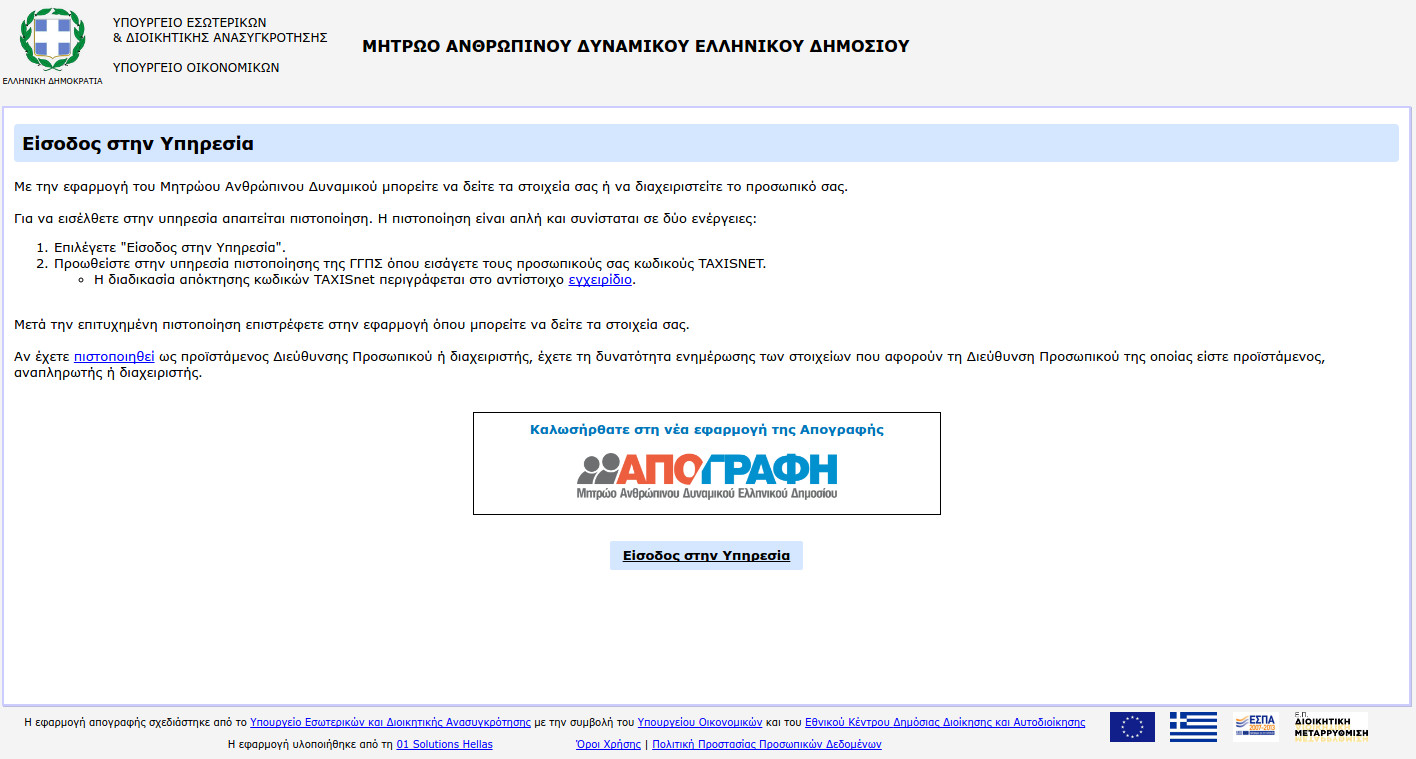 ΥΠΟΥΡΓΕΙΟ ΕΣΩΤΕΡΙΚΩΝ
& ΔΙΟΙΚΗΤΙΚΗΣ ΑΝΑΣΥΓΚΡΟΤΗΣΗΣ
ΥΠΟΥΡΓΕΙΟ ΟΙΚΟΝΟΜΙΚΩΝ
ΕΛΛΗΝΙΚΗ ΔΗΜΟΚΡΑΤΙΑ
ΜΗΤΡΩΟ ΑΝΘΡΩΠΙΝΟΥ ΔΥΝΑΜΙΚΟΥ ΕΛΛΗΝΙΚΟΥ ΔΗΜΟΣΙΟΥ
Είσοδος στην Υπηρεσία
Με την εφαρμογή του Μητρώου Ανθρώπινου Δυναμικού μπορείτε να δείτε τα στοιχεία σας ή να διαχειριστείτε το προσωπικό σας.
Για να εισέλθετε στην υπηρεσία απαιτείται πιστοποίηση. Η πιστοποίηση είναι απλή και συνίσταται σε δύο ενέργειες:
1. Επιλέγετε "Είσοδος στην Υπηρεσία".
2. Προωθείστε στην υπηρεσία πιστοποίησης της ΓΓΠΣ όπου εισάγετε τους προσωπικούς σας κωδικούς TAXISNET.
◦ Η διαδικασία απόκτησης κωδικών TAXISnet περιγράφεται στο αντίστοιχο εγχειρίδιο.
Μετά την επιτυχημένη πιστοποίηση επιστρέφετε στην εφαρμογή όπου μπορείτε να δείτε τα στοιχεία σας.
Αν έχετε πιστοποιηθεί ως προϊστάμενος Διεύθυνσης Προσωπικού ή διαχειριστής, έχετε τη δυνατότητα ενημέρωσης των στοιχείων που αφορούν τη Διεύθυνση Προσωπικού της οποίας είστε προϊστάμενος,
αναπληρωτής ή διαχειριστής.
Καλωσήρθατε στη νέα εφαρμογή της Απογραφής
ΑΠΟΓΡΑΦΗ
Μητρώο Ανθρώπινου Δυναμικού Ελληνικού Δημοσίου
Είσοδος στην Υπηρεσία
Η εφαρμογή απογραφής σχεδιάστηκε από το Υπουργείο Εσωτερικών και Διοικητικής Ανασυγκρότησης με την συμβολή του Υπουργείου Οικονομικών και του Εθνικού Κέντρου Δημόσιας Διοίκησης και Αυτοδιοίκησης
Η εφαρμογή υλοποιήθηκε από τη 01 Solutions Hellas Όροι Χρήσης | Πολιτική Προστασίας Προσωπικών Δεδομένων
ΕΣΠΑ
2007-2013
Ε.Π.
ΔΙΟΙΚΗΤΙΚΗ
ΜΕΤΑΡΡΥΘΜΙΣΗ